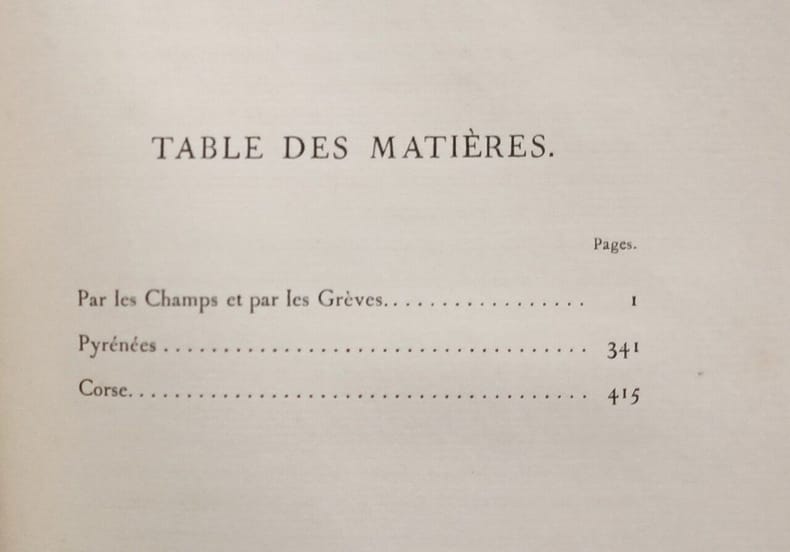 TABLE DES MATIÈRES.
Pages.
Par les Champs et par les Grèves.................. 1
Pyrénées .................................... 341
Corse....................................... 415